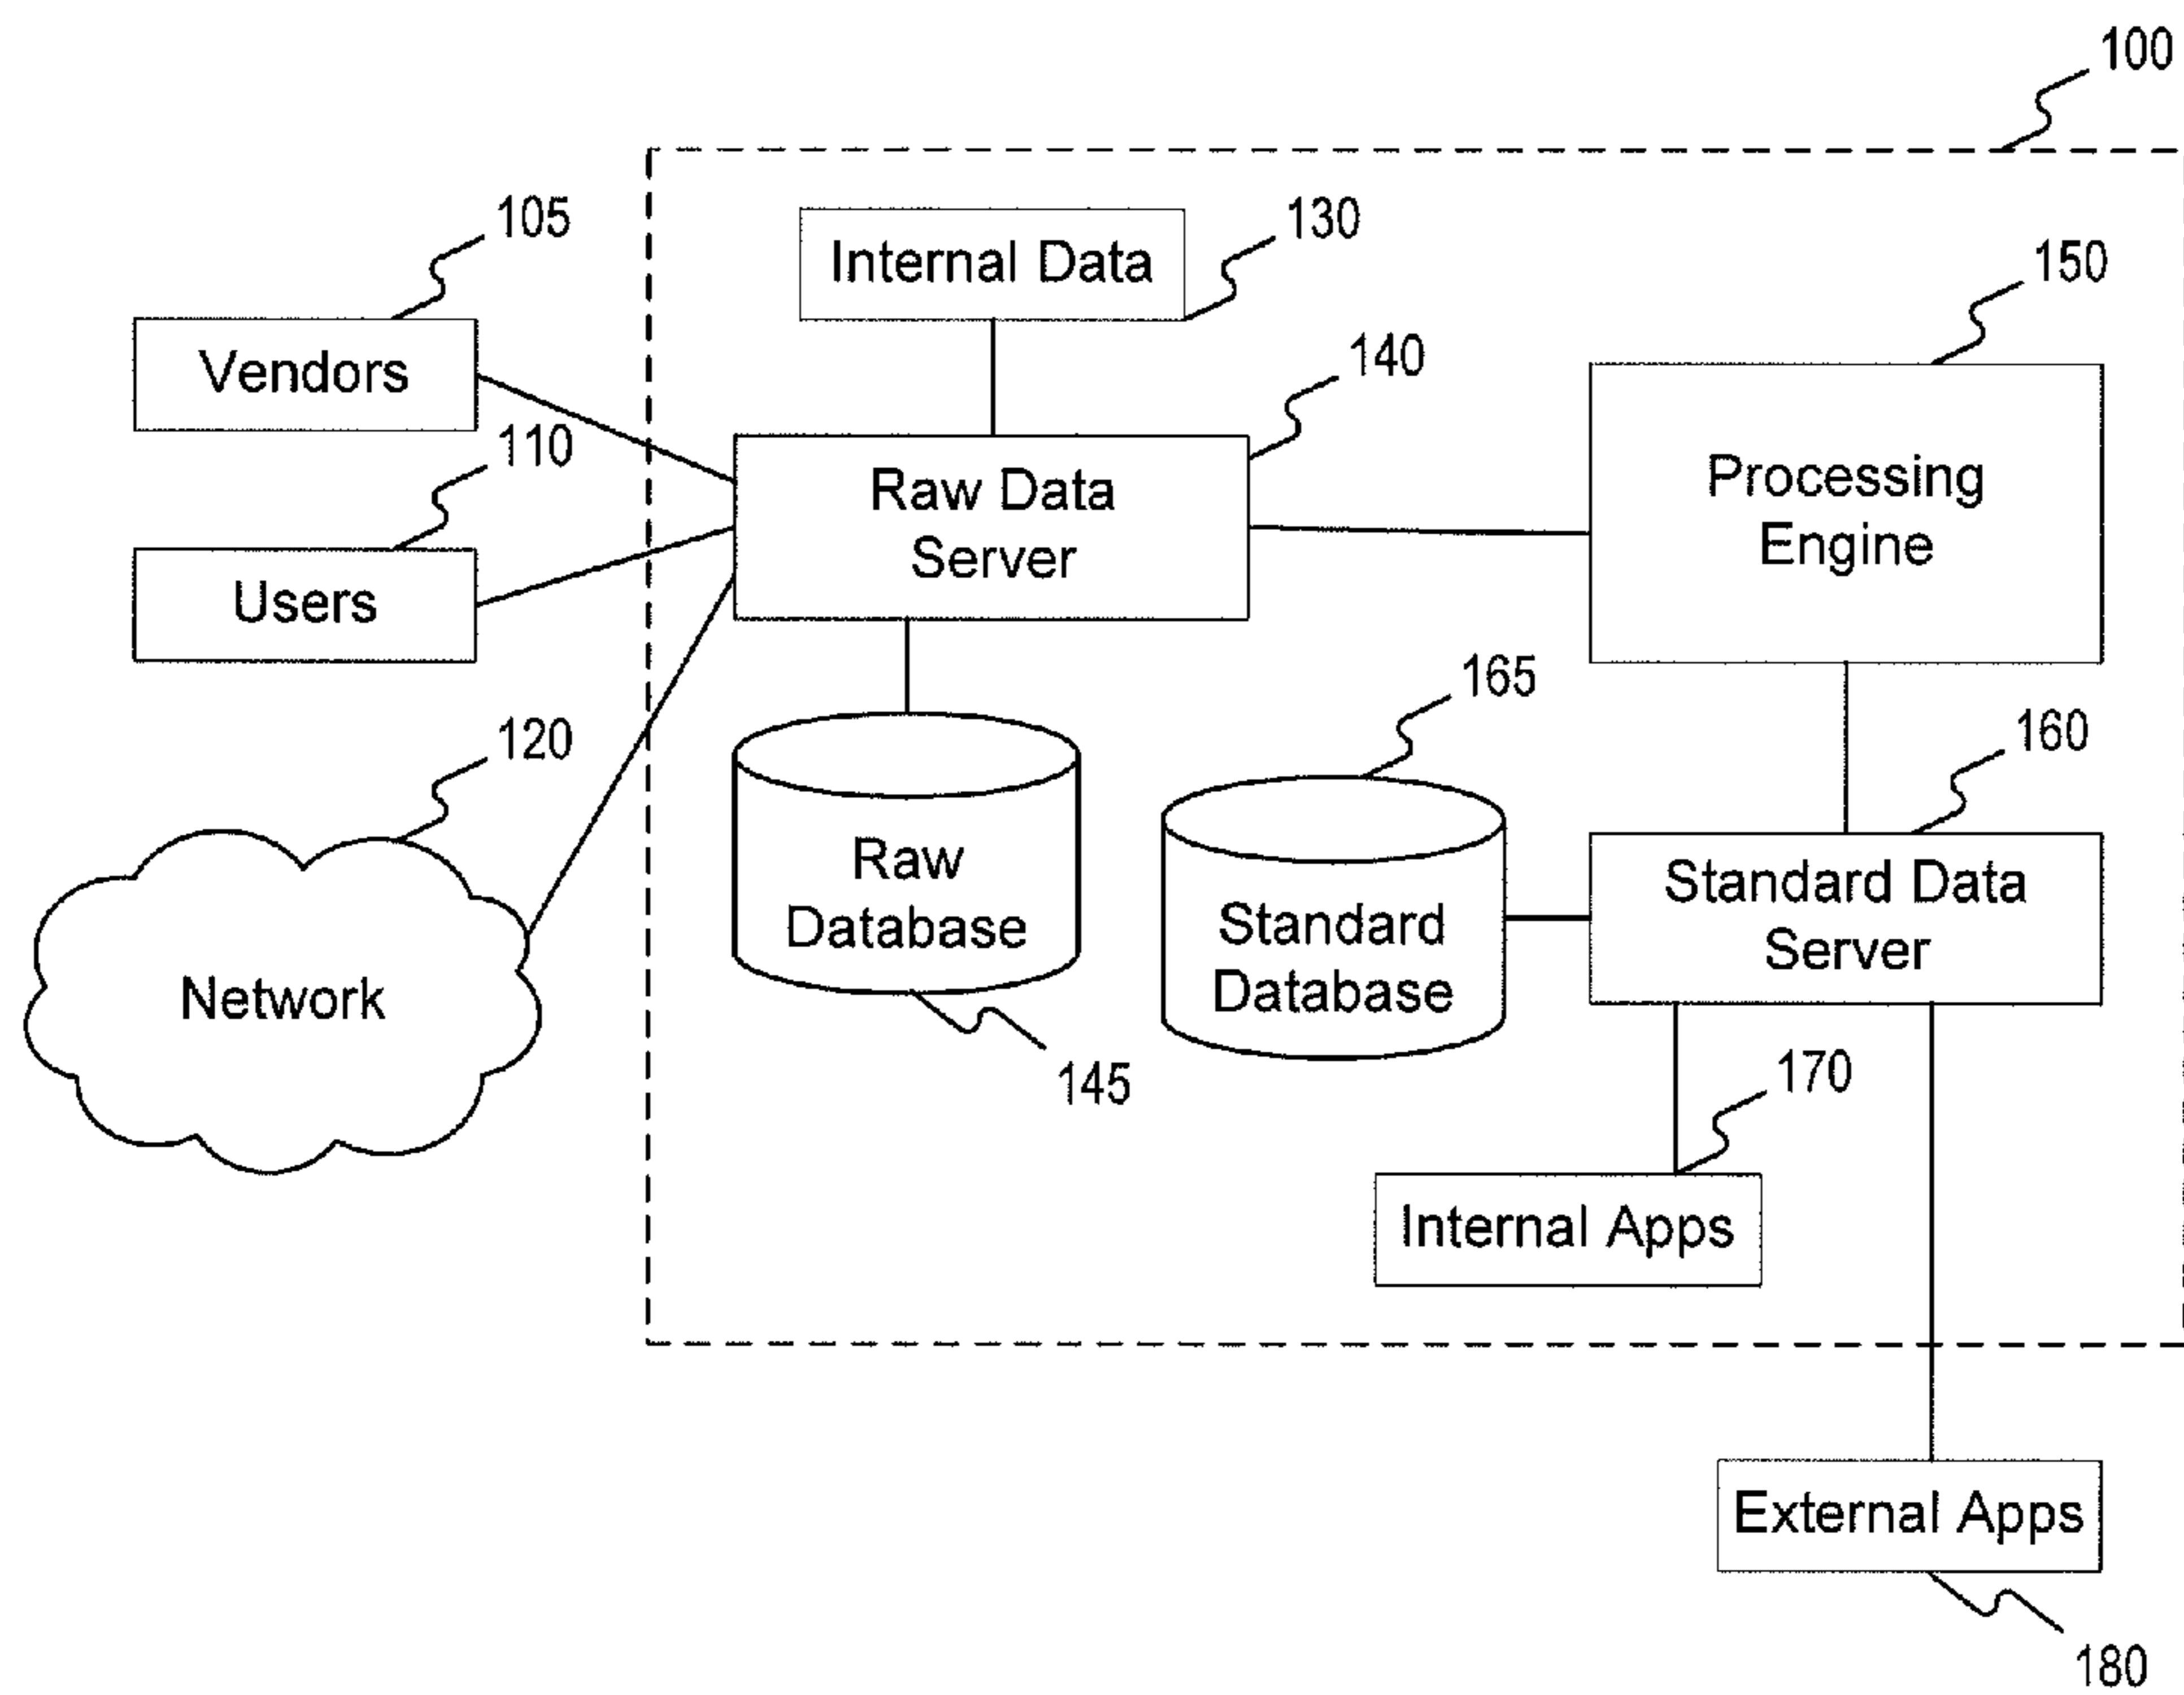 100
105
130
Internal Data
150
Vendors
140
110
Raw Data
Server
Processing
Engine
Users
165
120
160
Raw
Database
Standard
Database
Standard Data
Server
Network
145
170
Internal Apps
External Apps
180